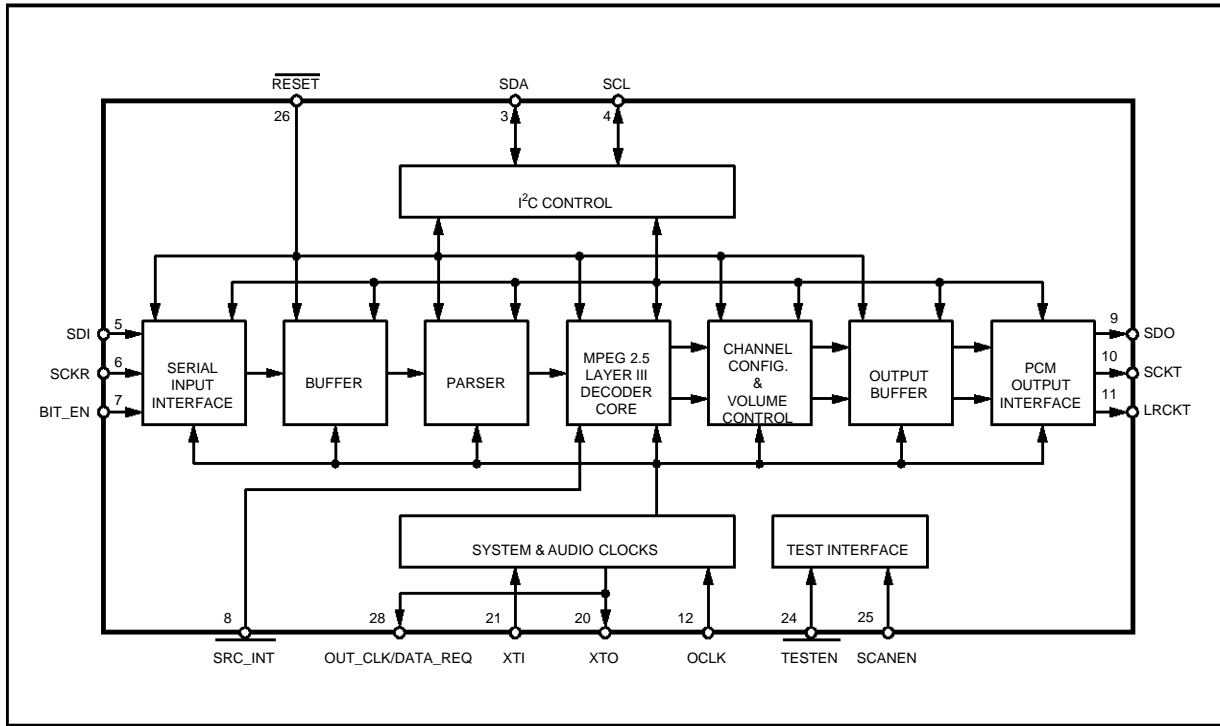 RESET SDA SCL
26 3 4
I²C CONTROL
SDI 5
SCKR 6
BIT_EN 7
SERIAL
INPUT
INTERFACE
BUFFER
PARSER
MPEG 2.5
LAYER III
DECODER
CORE
CHANNEL
CONFIG.
&
VOLUME
CONTROL
OUTPUT
BUFFER
PCM
OUTPUT
INTERFACE
9 SDO
10 SCKT
11 LRCKT
SYSTEM & AUDIO CLOCKS
TEST INTERFACE
8 28 21 20 12 24 25
SRC_INT OUT_CLK/DATA_REQ XTI XTO OCLK TESTEN SCANEN